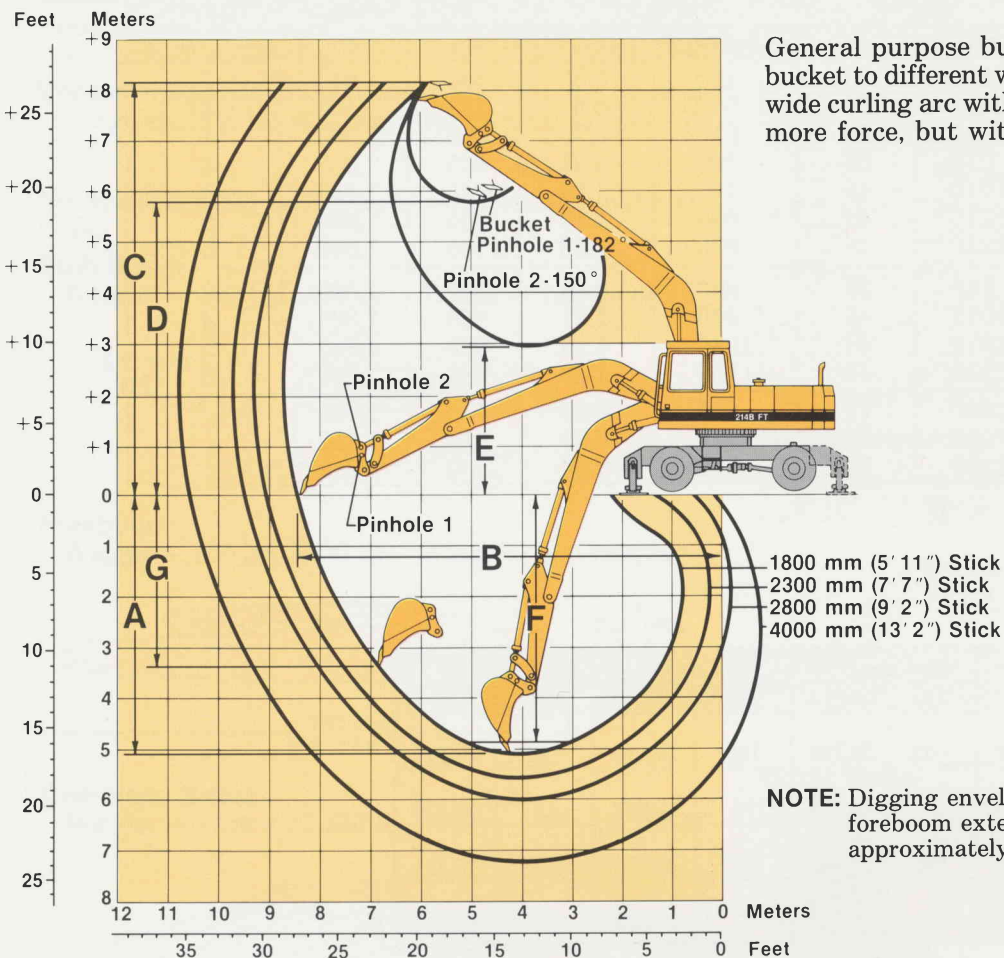 Feet
Meters
+9
+8
+7
+6
+5
+4
+3
+2
+1
0
1
2
3
4
5
6
7
8
+25
+20
+15
+10
+5
0
5
10
15
20
25
General purpose bu
bucket to different v
wide curling arc with
more force, but wit
Bucket
Pinhole 1-182°
Pinhole 2-150°
C
D
Pinhole 2
E
214B FT
Pinhole 1
B
G
A
F
1800 mm (5' 11") Stick
2300 mm (7' 7") Stick
2800 mm (9' 2") Stick
4000 mm (13' 2") Stick
NOTE: Digging envel
foreboom exte
approximately
12 11 10 9 8 7 6 5 4 3 2 1 0 Meters
35 30 25 20 15 10 5 0 Feet